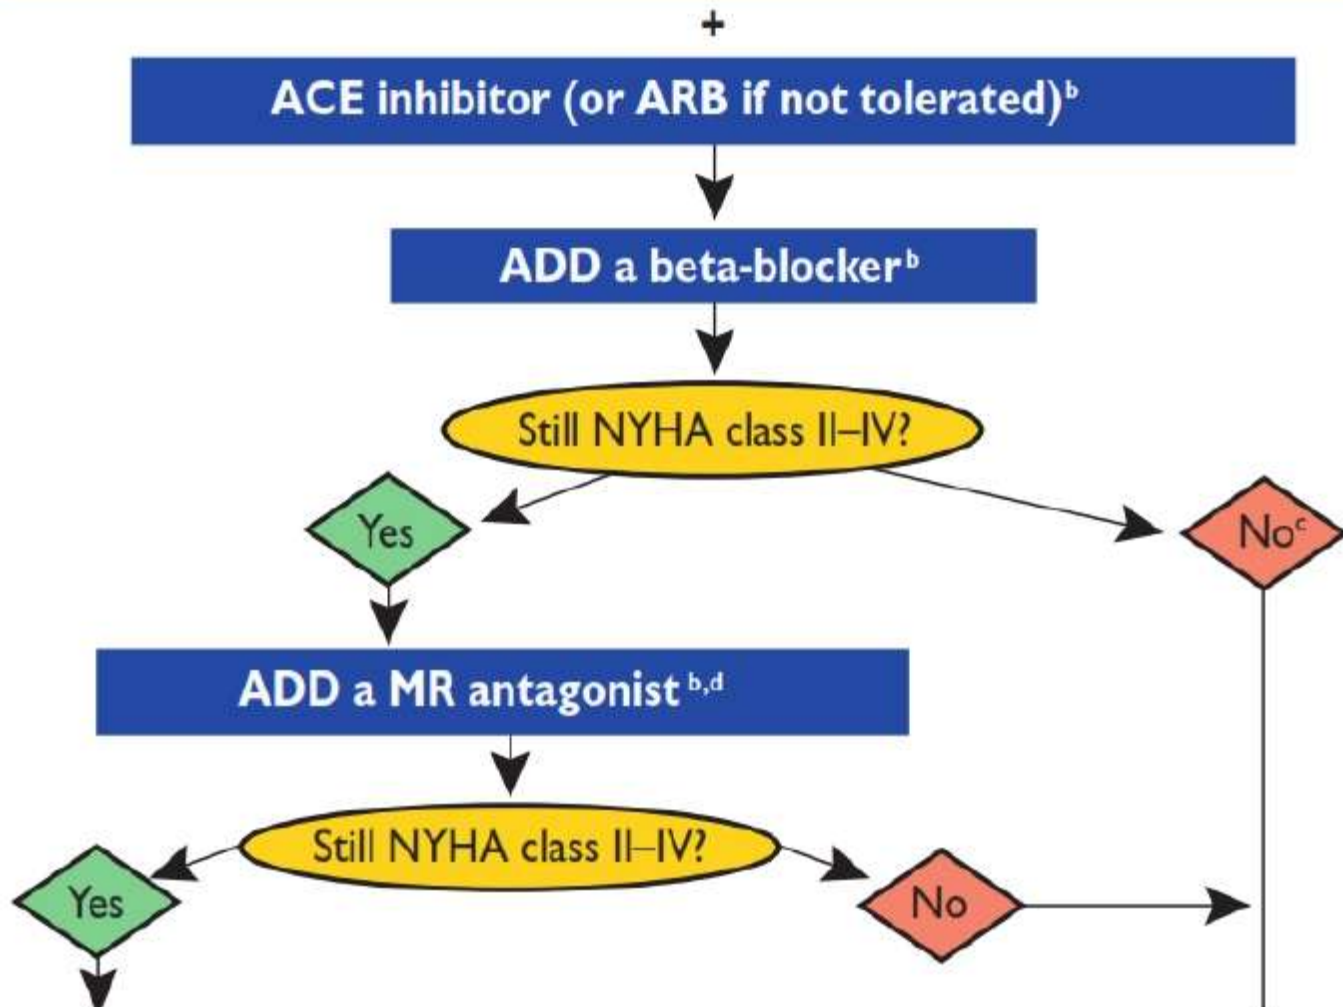 +
ACE inhibitor (or ARB if not tolerated)ᵇ
ADD a beta-blockerᵇ
Still NYHA class II–IV?
Yes
Noᶜ
ADD a MR antagonist ᵇ,ᵈ
Still NYHA class II–IV?
Yes
No